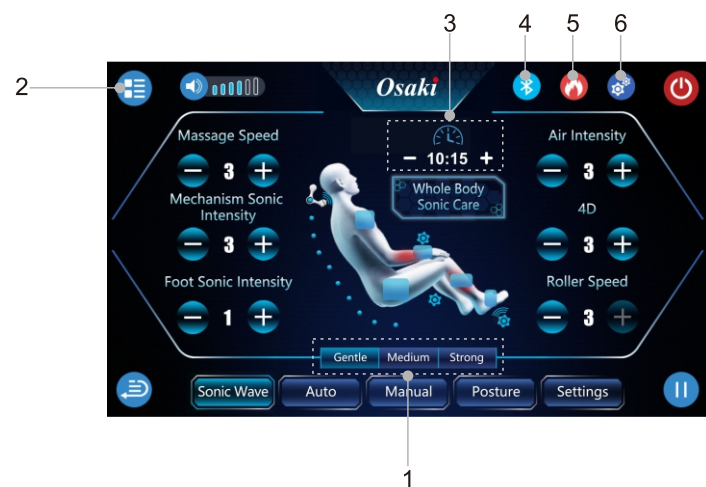 3
4
5
6
2
Osaki
Massage Speed
3
Mechanism Sonic
Intensity
3
Foot Sonic Intensity
1
10:15
Whole Body
Sonic Care
Air Intensity
3
4D
3
Roller Speed
3
Gentle Medium Strong
Sonic Wave Auto Manual Posture Settings
1